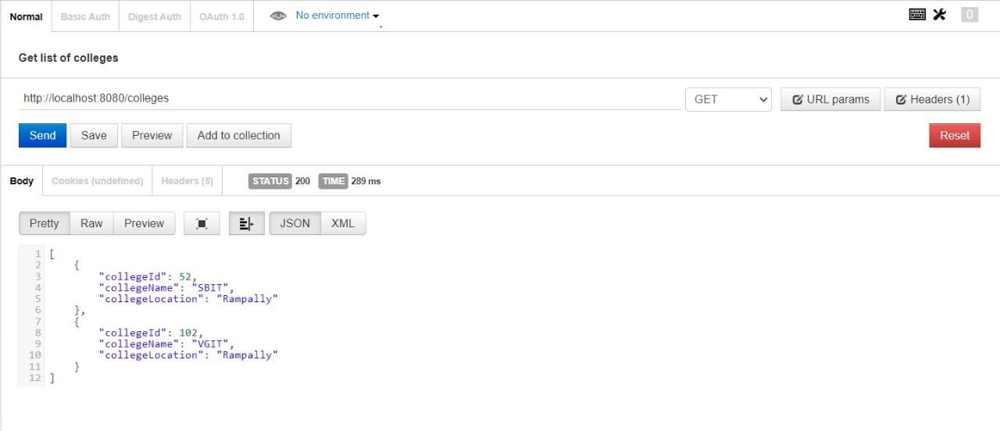 Normal Basic Auth Digest Auth OAuth 1.0 No environment 0
Get list of colleges
http://localhost:8080/colleges GET URL params Headers (1)
Send Save Preview Add to collection Reset
Body Cookies (undefined) Headers (5) STATUS 200 TIME 289 ms
Pretty Raw Preview JSON XML
1 [
2     {
3         "collegeId": 52,
4         "collegeName": "SBIT",
5         "collegeLocation": "Rampally"
6     },
7     {
8         "collegeId": 102,
9         "collegeName": "VGIT",
10         "collegeLocation": "Rampally"
11     }
12 ]